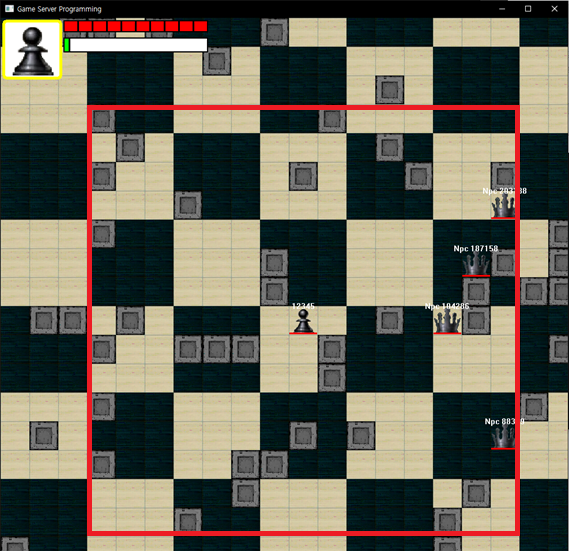 Game Server Programming
Npc 187158
12345
Npc 104286